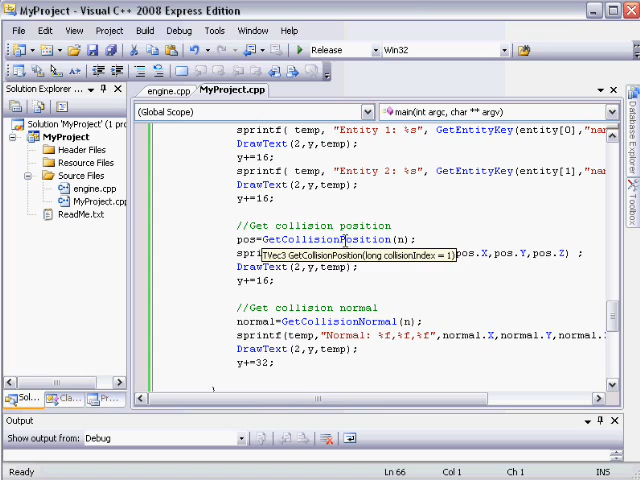 MyProject - Visual C++ 2008 Express Edition
File Edit View Project Build Debug Tools Window Help
Release Win32
Solution Explorer - 'MyPr...
engine.cpp MyProject.cpp
(Global Scope) main(int argc, char ** argv)
Solution 'MyProject' (1 pro
MyProject
Header Files
Resource Files
Source Files
engine.cpp
MyProject.cp
ReadMe.txt
sprintf( temp, "Entity 1: %s", GetEntityKey(entity[0],"nam
DrawText(2,y,temp);
y+=16;
sprintf( temp, "Entity 2: %s", GetEntityKey(entity[1],"nam
DrawText(2,y,temp);
y+=16;
//Get collision position
pos=GetCollisionPosition(n);
spri pos.X,pos.Y,pos.Z) ;
TVec3 GetCollisionPosition(long collisionIndex = 1)
DrawText(2,y,temp);
y+=16;
//Get collision normal
normal=GetCollisionNormal(n);
sprintf(temp,"Normal: %f,%f,%f",normal.X,normal.Y,normal.
DrawText(2,y,temp);
y+=32;
}
Database Explorer
Toolbox
Sol... Cla... Pr...
Output
Show output from: Debug
Ready Ln 66 Col 1 Ch 1 INS